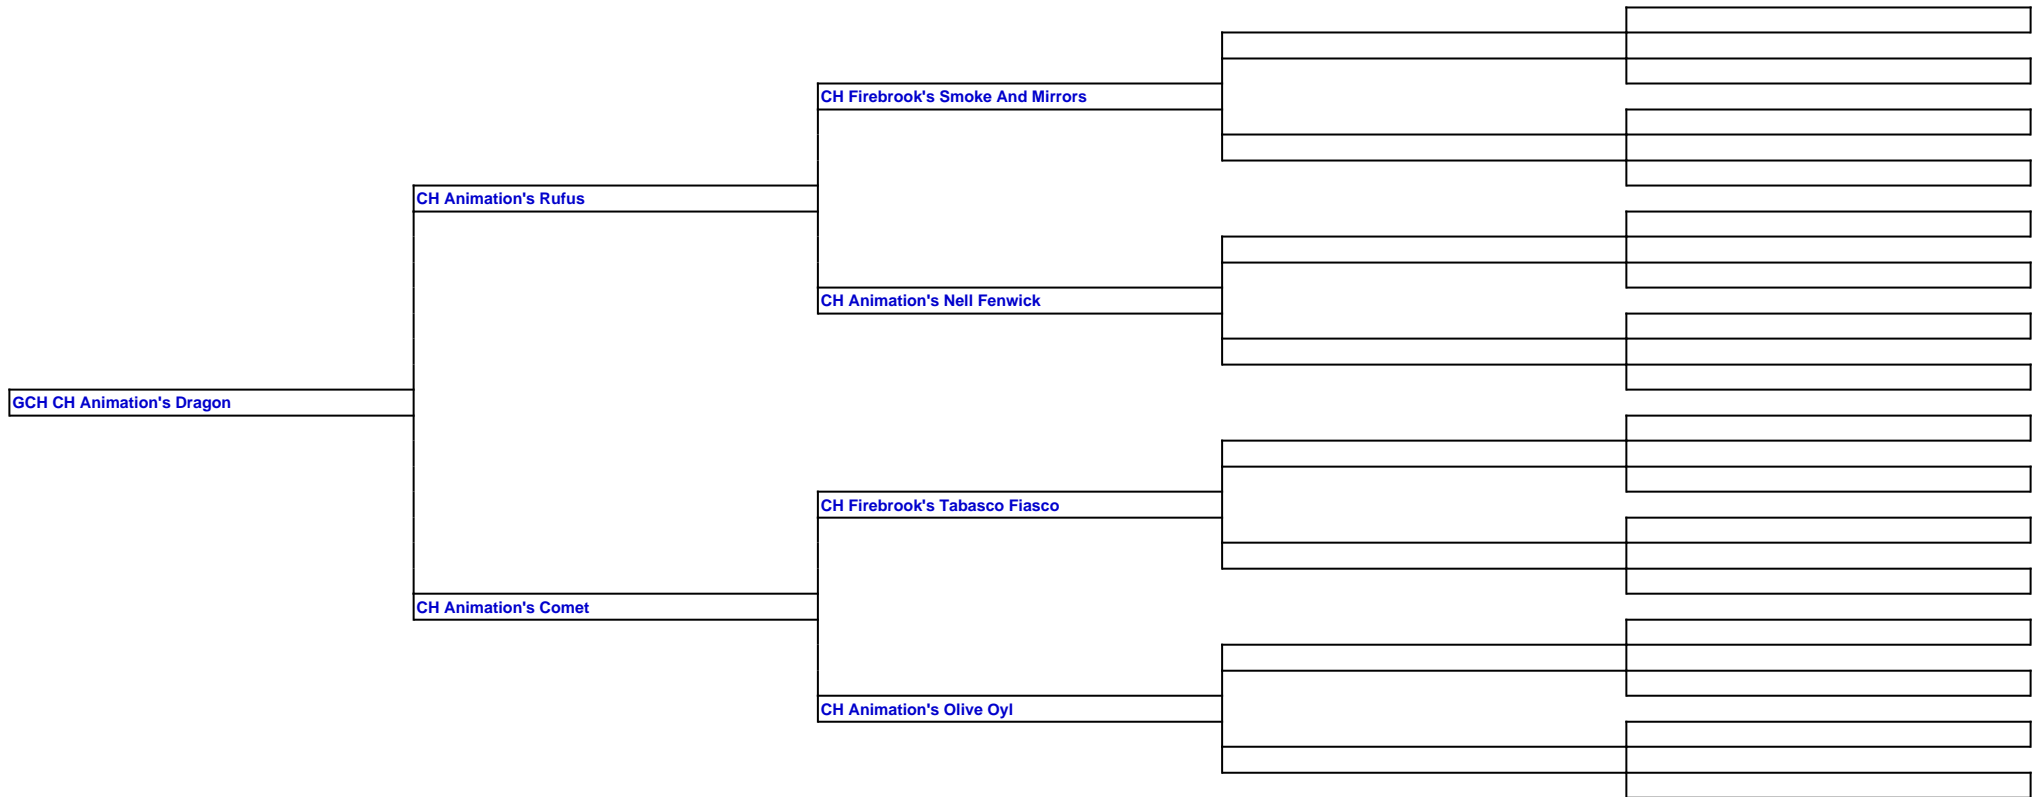 CH Firebrook's Smoke And Mirrors
CH Animation's Rufus
CH Animation's Nell Fenwick
GCH CH Animation's Dragon
CH Firebrook's Tabasco Fiasco
CH Animation's Comet
CH Animation's Olive Oyl